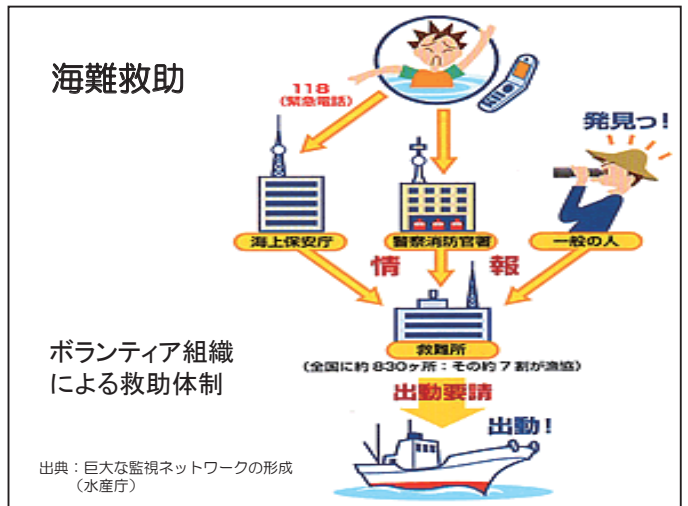 海難救助
118
(緊急電話)
発見っ!
海上保安庁
警察消防官署
一般の人
情報
救難所
(全国に約830ヶ所:その約7割が漁協)
ボランティア組織
による救助体制
出動要請
出動!
出典:巨大な監視ネットワークの形成
(水産庁)